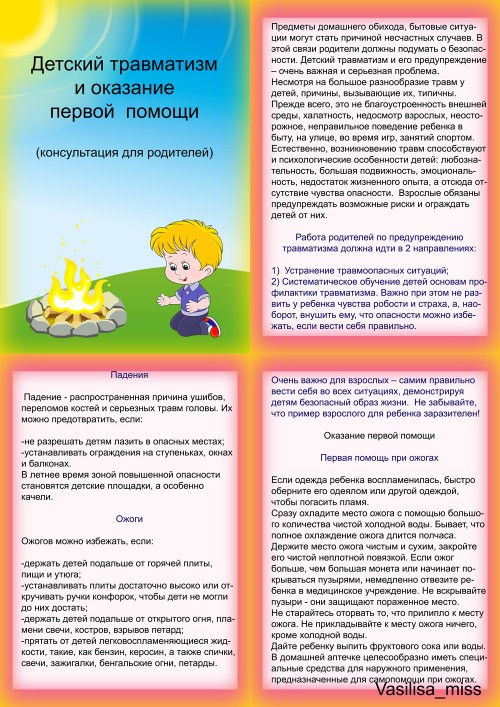 Детский травматизм
и оказание
первой помощи
(консультация для родителей)
Предметы домашнего обихода, бытовые ситуа-
ции могут стать причиной несчастных случаев. В
этой связи родители должны подумать о безопас-
ности. Детский травматизм и его предупреждение
– очень важная и серьезная проблема.
Несмотря на большое разнообразие травм у
детей, причины, вызывающие их, типичны.
Прежде всего, это не благоустроенность внешней
среды, халатность, недосмотр взрослых, неосто-
рожное, неправильное поведение ребенка в
быту, на улице, во время игр, занятий спортом.
Естественно, возникновению травм способствуют
и психологические особенности детей: любозна-
тельность, большая подвижность, эмоциональ-
ность, недостаток жизненного опыта, а отсюда от-
сутствие чувства опасности.  Взрослые обязаны
предупреждать возможные риски и ограждать
детей от них.
Работа родителей по предупреждению
травматизма должна идти в 2 направлениях:
1)  Устранение травмоопасных ситуаций;
2) Систематическое обучение детей основам про-
филактики травматизма. Важно при этом не раз-
вить у ребенка чувства робости и страха, а, нао-
борот, внушить ему, что опасности можно избе-
жать, если вести себя правильно.
Падения
Падение - распространенная причина ушибов,
переломов костей и серьезных травм головы. Их
можно предотвратить, если:
-не разрешать детям лазить в опасных местах;
-устанавливать ограждения на ступеньках, окнах
и балконах.
В летнее время зоной повышенной опасности
становятся детские площадки, а особенно
качели.
Ожоги
Ожогов можно избежать, если:
-держать детей подальше от горячей плиты,
пищи и утюга;
-устанавливать плиты достаточно высоко или от-
кручивать ручки конфорок, чтобы дети не могли
до них достать;
-держать детей подальше от открытого огня, пла-
мени свечи, костров, взрывов петард;
-прятать от детей легковоспламеняющиеся жид-
кости, такие, как бензин, керосин, а также спички,
свечи, зажигалки, бенгальские огни, петарды.
Очень важно для взрослых – самим правильно
вести себя во всех ситуациях, демонстрируя
детям безопасный образ жизни.  Не забывайте,
что пример взрослого для ребенка заразителен!
Оказание первой помощи
Первая помощь при ожогах
Если одежда ребенка воспламенилась, быстро
оберните его одеялом или другой одеждой,
чтобы погасить пламя.
Сразу охладите место ожога с помощью большо-
го количества чистой холодной воды. Бывает, что
полное охлаждение ожога длится полчаса.
Держите место ожога чистым и сухим, закройте
его чистой неплотной повязкой. Если ожог
больше, чем большая монета или начинает по-
крываться пузырями, немедленно отвезите ре-
бенка в медицинское учреждение. Не вскрывайте
пузыри - они защищают пораженное место.
Не старайтесь оторвать то, что прилипло к месту
ожога. Не прикладывайте к месту ожога ничего,
кроме холодной воды.
Дайте ребенку выпить фруктового сока или воды.
В домашней аптечке целесообразно иметь специ-
альные средства для наружного применения,
предназначенные для самопомощи при ожогах.
Vasilisa_miss